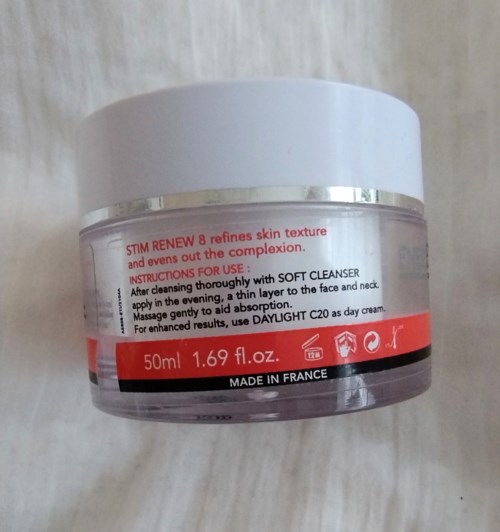 STIM RENEW 8 refines skin texture
and evens out the complexion.
INSTRUCTIONS FOR USE :
After cleansing thoroughly with SOFT CLEANSER
apply in the evening, a thin layer to the face and neck.
Massage gently to aid absorption.
For enhanced results, use DAYLIGHT C20 as day cream.
50ml 1.69 fl.oz.
12M
MADE IN FRANCE